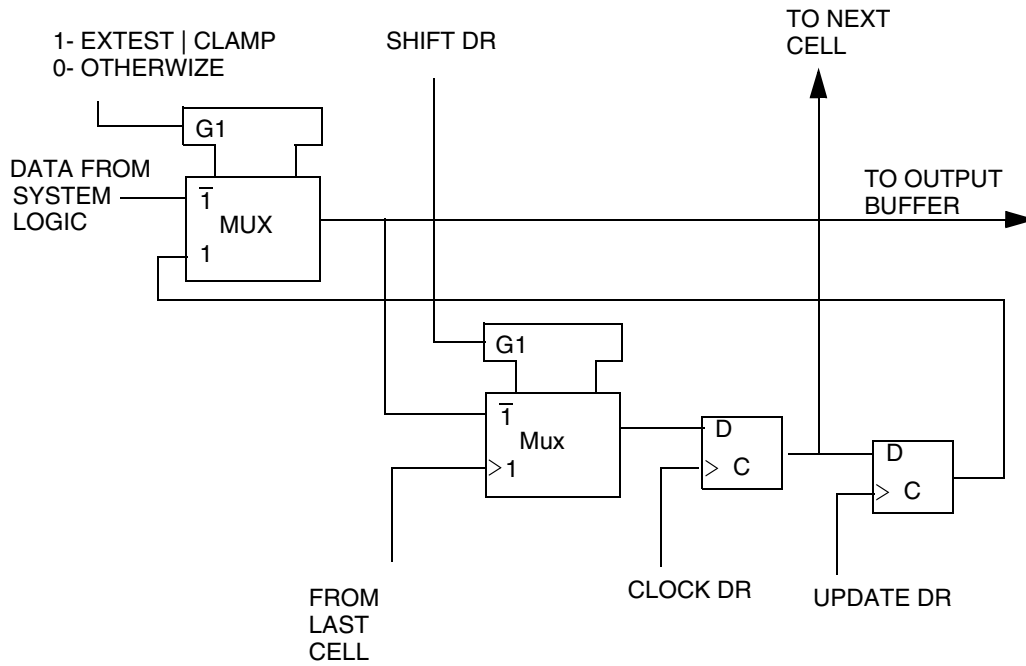 1- EXTEST | CLAMP
0- OTHERWIZE
SHIFT DR
TO NEXT
CELL
G1
DATA FROM
SYSTEM
LOGIC
1̅
MUX
1
TO OUTPUT
BUFFER
G1
1̅
Mux
1
D
C
D
C
FROM
LAST
CELL
CLOCK DR
UPDATE DR